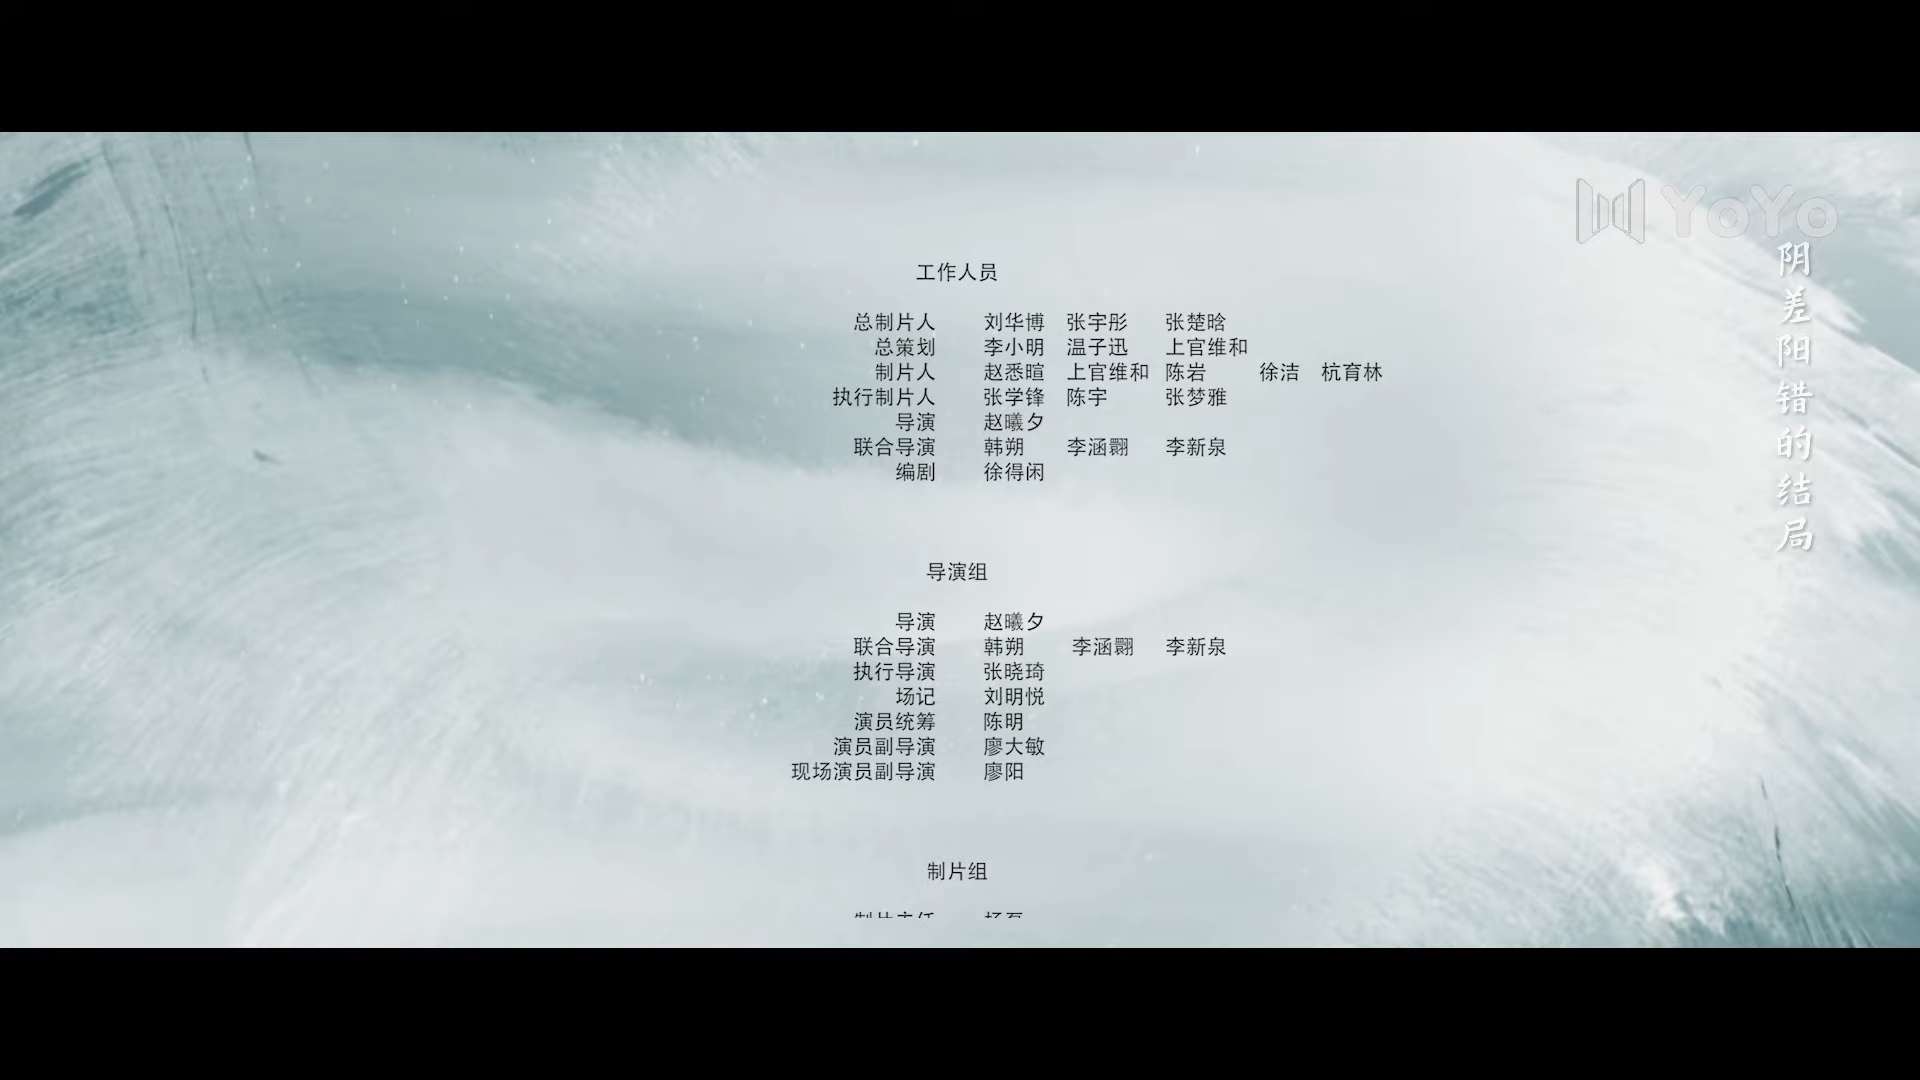 YoYo
阴差阳错的结局
工作人员
总制片人 刘华博 张宇彤 张楚晗
总策划 李小明 温子迅 上官维和
制片人 赵悉暄 上官维和 陈岩 徐洁 杭育林
执行制片人 张学锋 陈宇 张梦雅
导演 赵曦夕
联合导演 韩朔 李涵翾 李新泉
编剧 徐得闲
导演组
导演 赵曦夕
联合导演 韩朔 李涵翾 李新泉
执行导演 张晓琦
场记 刘明悦
演员统筹 陈明
演员副导演 廖大敏
现场演员副导演 廖阳
制片组